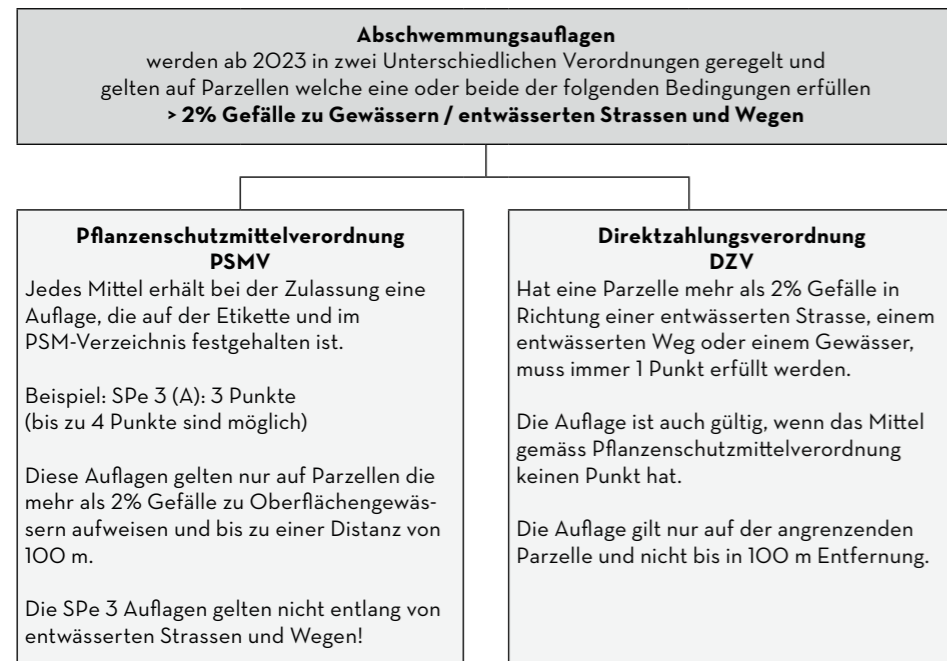 Abschwemmungsauflagen
werden ab 2023 in zwei Unterschiedlichen Verordnungen geregelt und
gelten auf Parzellen welche eine oder beide der folgenden Bedingungen erfüllen
> 2% Gefälle zu Gewässern / entwässerten Strassen und Wegen
Pflanzenschutzmittelverordnung
PSMV
Jedes Mittel erhält bei der Zulassung eine
Auflage, die auf der Etikette und im
PSM-Verzeichnis festgehalten ist.
Beispiel: SPe 3 (A): 3 Punkte
(bis zu 4 Punkte sind möglich)
Diese Auflagen gelten nur auf Parzellen die
mehr als 2% Gefälle zu Oberflächengewäs-
sern aufweisen und bis zu einer Distanz von
100 m.
Die SPe 3 Auflagen gelten nicht entlang von
entwässerten Strassen und Wegen!
Direktzahlungsverordnung
DZV
Hat eine Parzelle mehr als 2% Gefälle in
Richtung einer entwässerten Strasse, einem
entwässerten Weg oder einem Gewässer,
muss immer 1 Punkt erfüllt werden.
Die Auflage ist auch gültig, wenn das Mittel
gemäss Pflanzenschutzmittelverordnung
keinen Punkt hat.
Die Auflage gilt nur auf der angrenzenden
Parzelle und nicht bis in 100 m Entfernung.